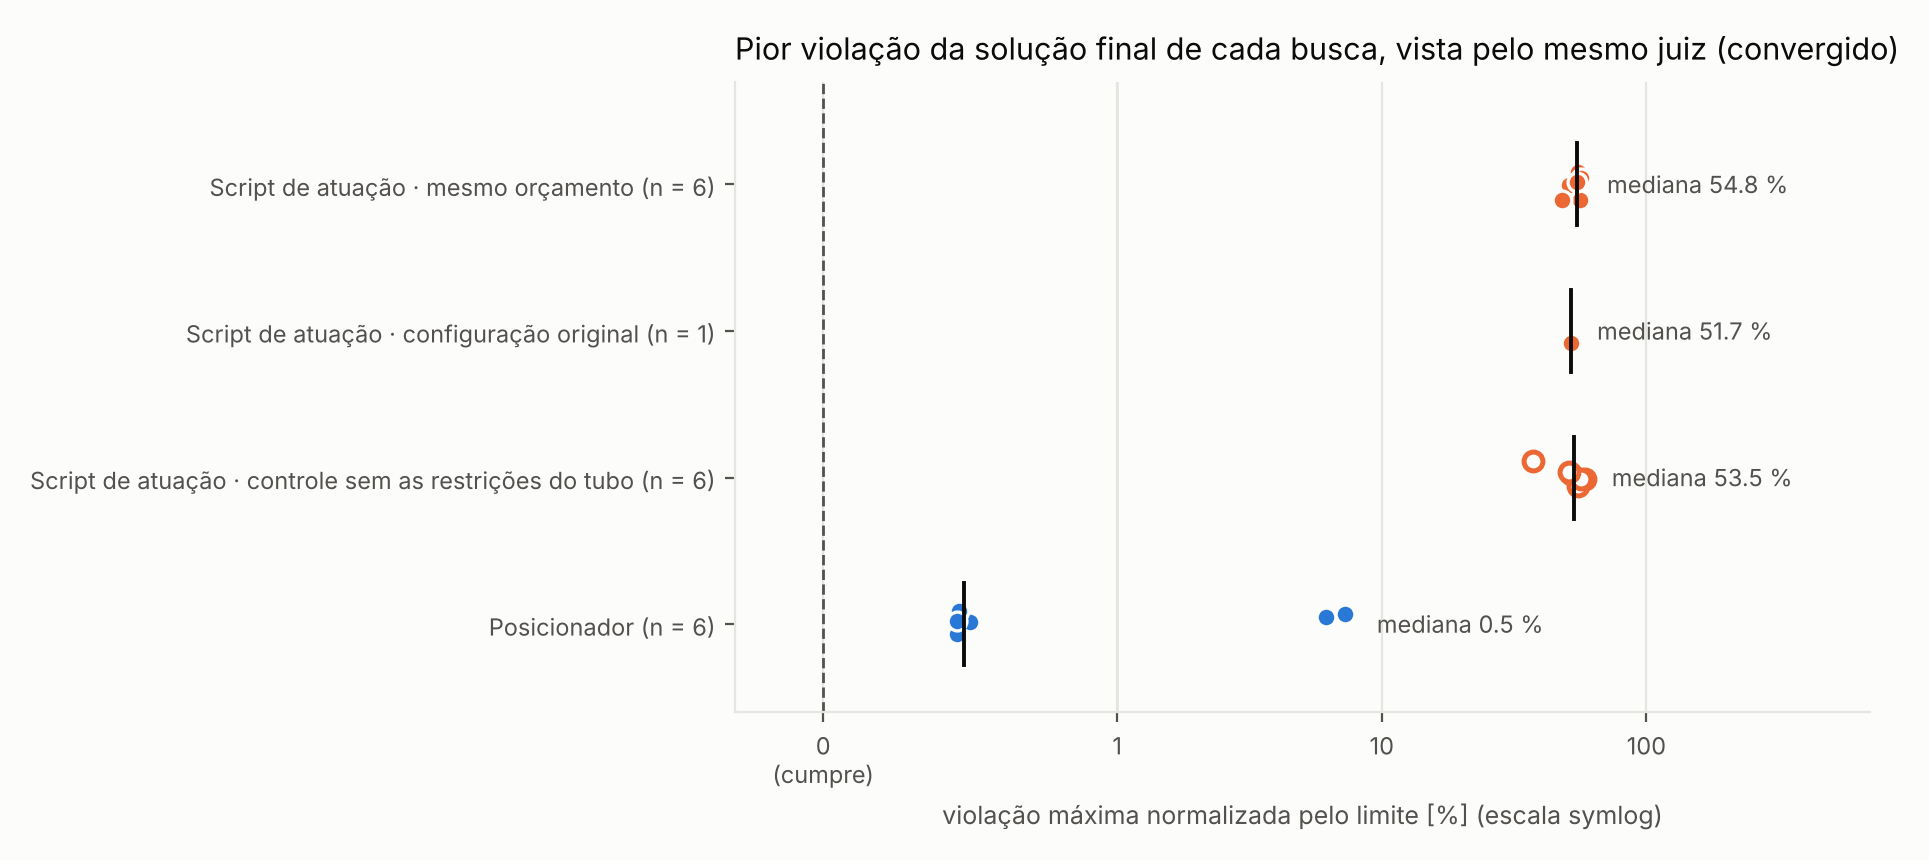 Pior violação da solução final de cada busca, vista pelo mesmo juiz (convergido)
Script de atuação · mesmo orçamento (n = 6)
mediana 54.8 %
Script de atuação · configuração original (n = 1)
mediana 51.7 %
Script de atuação · controle sem as restrições do tubo (n = 6)
mediana 53.5 %
Posicionador (n = 6)
mediana 0.5 %
0
(cumpre)
1
10
100
violação máxima normalizada pelo limite [%] (escala symlog)